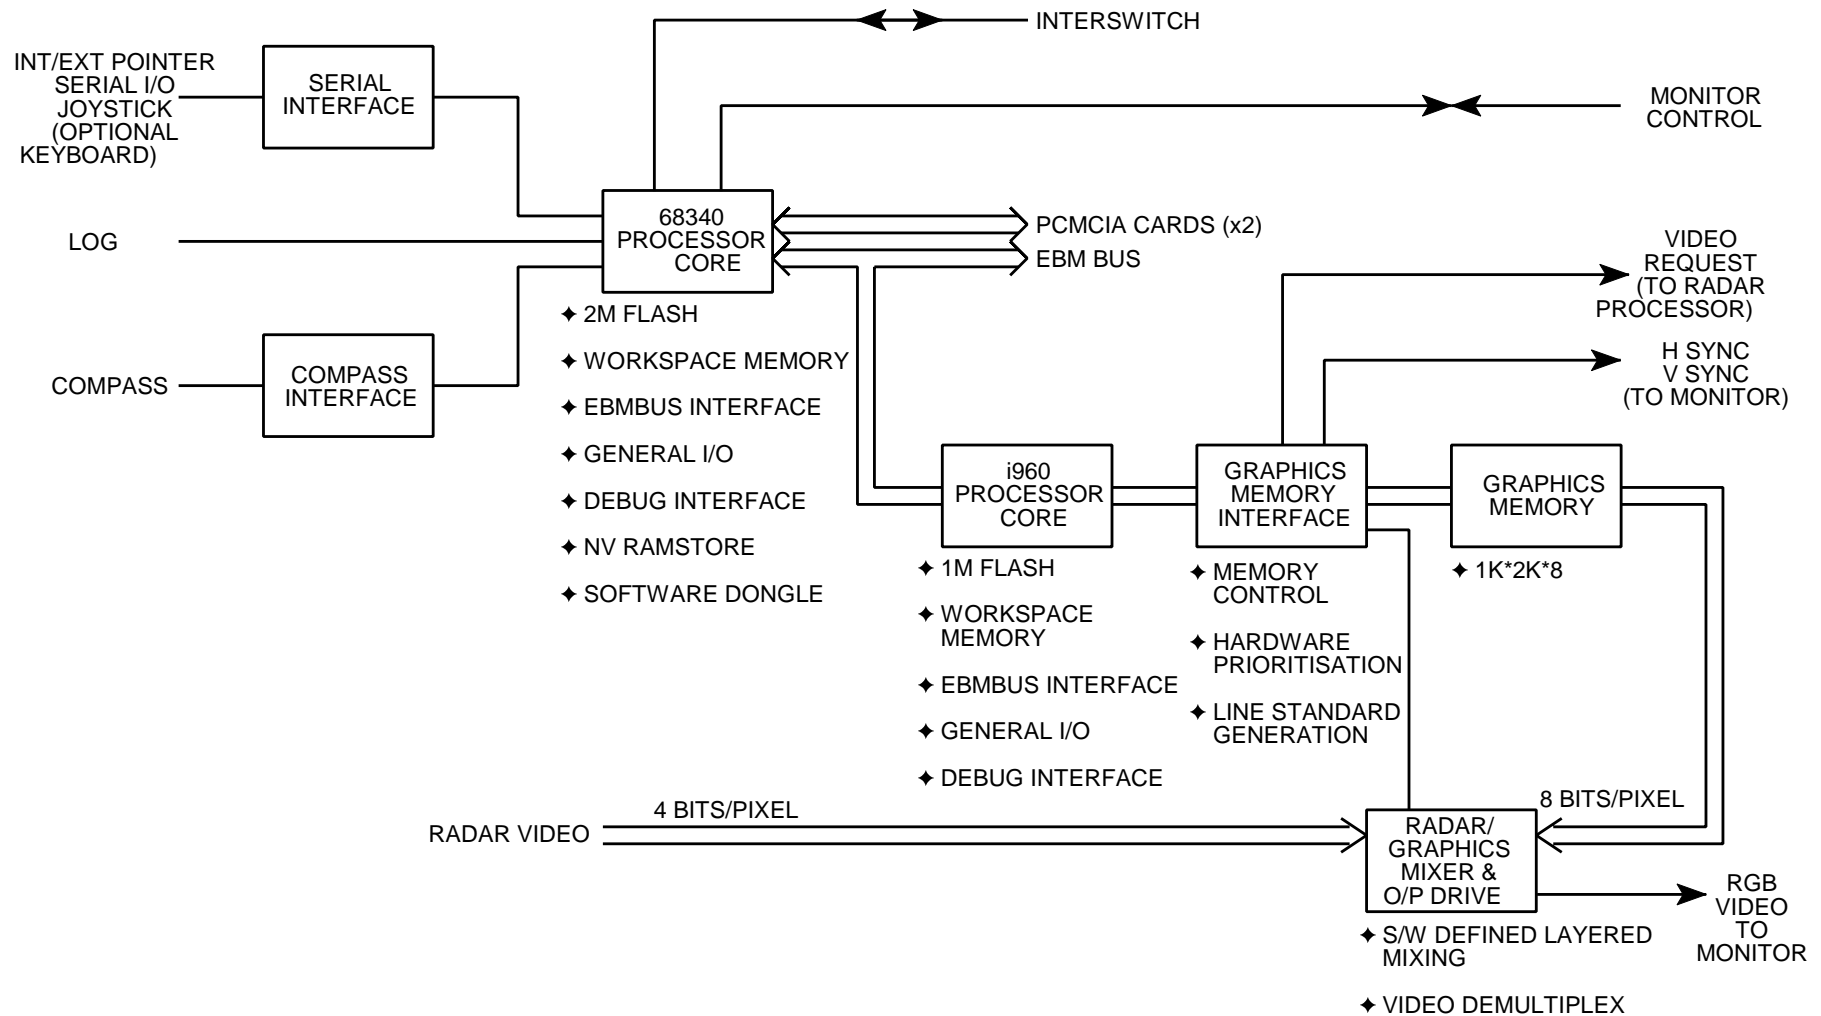 INTERSWITCH
INT/EXT POINTER
SERIAL I/O
JOYSTICK
(OPTIONAL
KEYBOARD)
SERIAL
INTERFACE
MONITOR
CONTROL
LOG
68340
PROCESSOR
CORE
PCMCIA CARDS (x2)
EBM BUS
VIDEO
REQUEST
(TO RADAR
PROCESSOR)
H SYNC
V SYNC
(TO MONITOR)
COMPASS
COMPASS
INTERFACE
✦ 2M FLASH
✦ WORKSPACE MEMORY
✦ EBMBUS INTERFACE
✦ GENERAL I/O
✦ DEBUG INTERFACE
✦ NV RAMSTORE
✦ SOFTWARE DONGLE
i960
PROCESSOR
CORE
GRAPHICS
MEMORY
INTERFACE
GRAPHICS
MEMORY
✦ 1M FLASH
✦ WORKSPACE
MEMORY
✦ EBMBUS INTERFACE
✦ GENERAL I/O
✦ DEBUG INTERFACE
✦ MEMORY
CONTROL
✦ HARDWARE
PRIORITISATION
✦ LINE STANDARD
GENERATION
✦ 1K*2K*8
4 BITS/PIXEL
RADAR VIDEO
8 BITS/PIXEL
RADAR/
GRAPHICS
MIXER &
O/P DRIVE
RGB
VIDEO
TO
MONITOR
✦ S/W DEFINED LAYERED
MIXING
✦ VIDEO DEMULTIPLEX